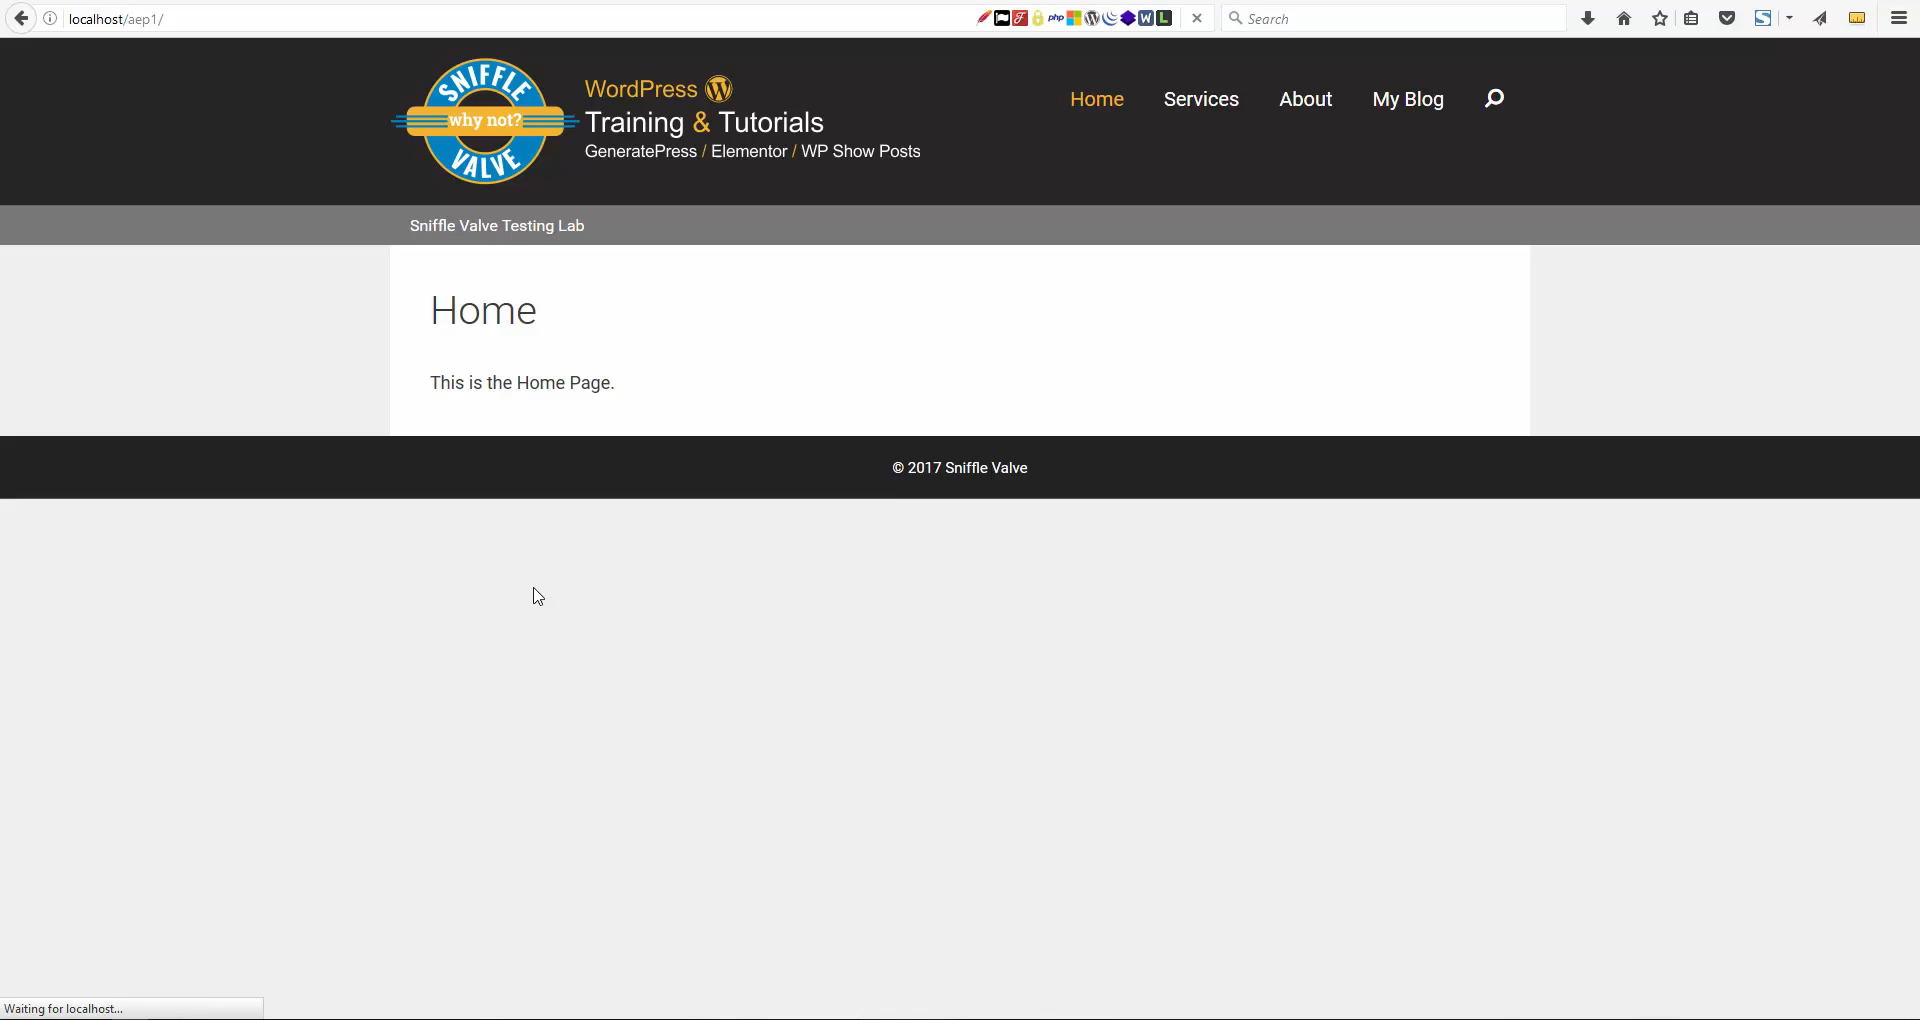 localhost/aep1/
php
W
L
Search
SNIFFLE
why not?
VALVE
WordPress
Training & Tutorials
GeneratePress / Elementor / WP Show Posts
Home
Services
About
My Blog
Sniffle Valve Testing Lab
Home
This is the Home Page.
© 2017 Sniffle Valve
Waiting for localhost...